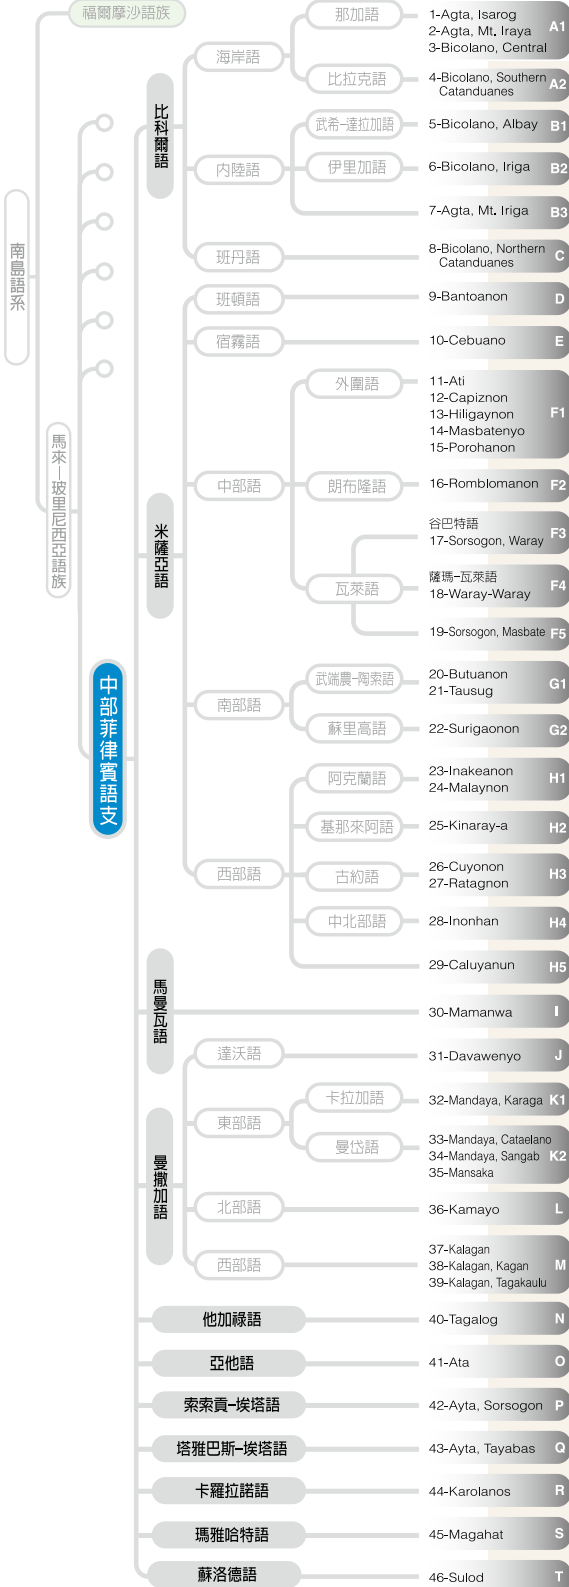 福爾摩沙語族
南島語系
馬來—玻里尼西亞語族
中部菲律賓語支
比科爾語
海岸語
那加語
1-Agta, Isarog
2-Agta, Mt. Iraya
3-Bicolano, Central
A1
比拉克語
4-Bicolano, Southern
Catanduanes
A2
內陸語
武希-達拉加語
5-Bicolano, Albay
B1
伊里加語
6-Bicolano, Iriga
B2
7-Agta, Mt. Iriga
B3
班丹語
8-Bicolano, Northern
Catanduanes
C
米薩亞語
班頓語
9-Bantoanon
D
宿霧語
10-Cebuano
E
中部語
外圍語
11-Ati
12-Capiznon
13-Hiligaynon
14-Masbatenyo
15-Porohanon
F1
朗布隆語
16-Romblomanon
F2
瓦萊語
谷巴特語
17-Sorsogon, Waray
F3
薩瑪-瓦萊語
18-Waray-Waray
F4
19-Sorsogon, Masbate
F5
南部語
武端農-陶索語
20-Butuanon
21-Tausug
G1
蘇里高語
22-Surigaonon
G2
西部語
阿克蘭語
23-Inakeanon
24-Malaynon
H1
基那來阿語
25-Kinaray-a
H2
古約語
26-Cuyonon
27-Ratagnon
H3
中北部語
28-Inonhan
H4
29-Caluyanun
H5
馬曼瓦語
30-Mamanwa
I
曼撒加語
達沃語
31-Davawenyo
J
東部語
卡拉加語
32-Mandaya, Karaga
K1
曼岱語
33-Mandaya, Cataelano
34-Mandaya, Sangab
35-Mansaka
K2
北部語
36-Kamayo
L
西部語
37-Kalagan
38-Kalagan, Kagan
39-Kalagan, Tagakaulu
M
他加祿語
40-Tagalog
N
亞他語
41-Ata
O
索索貢-埃塔語
42-Ayta, Sorsogon
P
塔雅巴斯-埃塔語
43-Ayta, Tayabas
Q
卡羅拉諾語
44-Karolanos
R
瑪雅哈特語
45-Magahat
S
蘇洛德語
46-Sulod
T